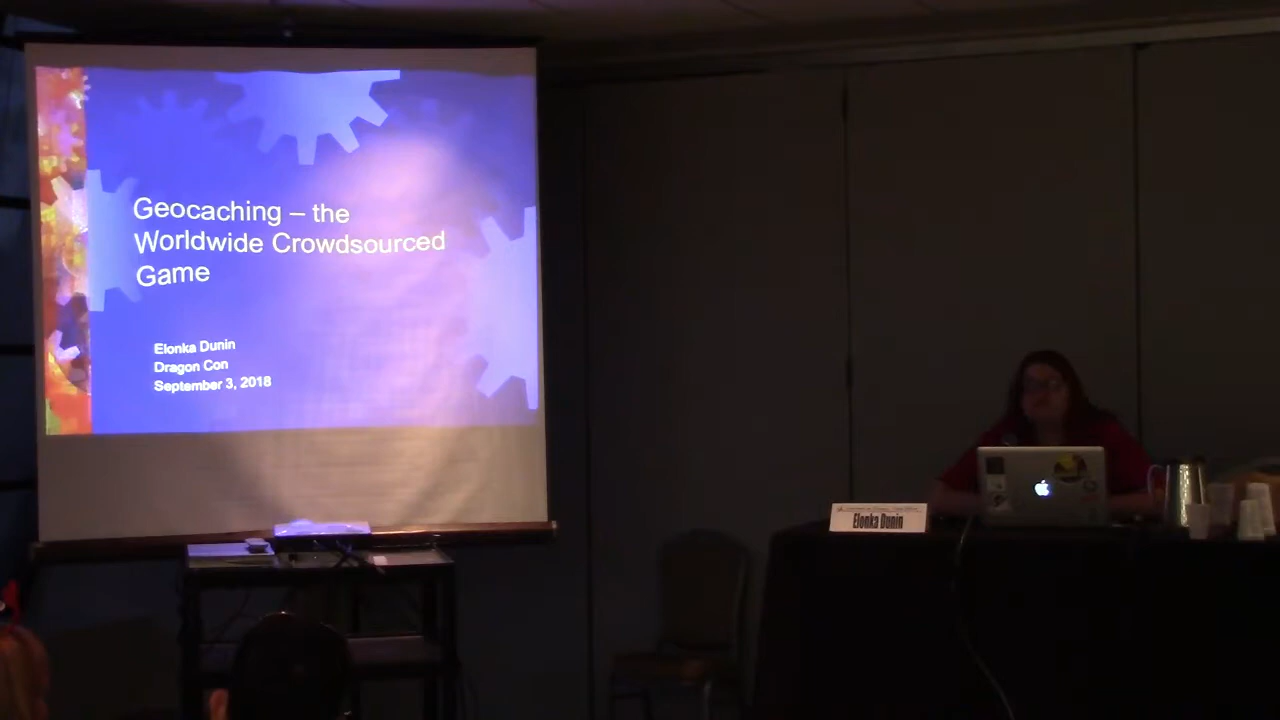 Geocaching – the
Worldwide Crowdsourced
Game
Elonka Dunin
Dragon Con
September 3, 2018
Elonka Dunin